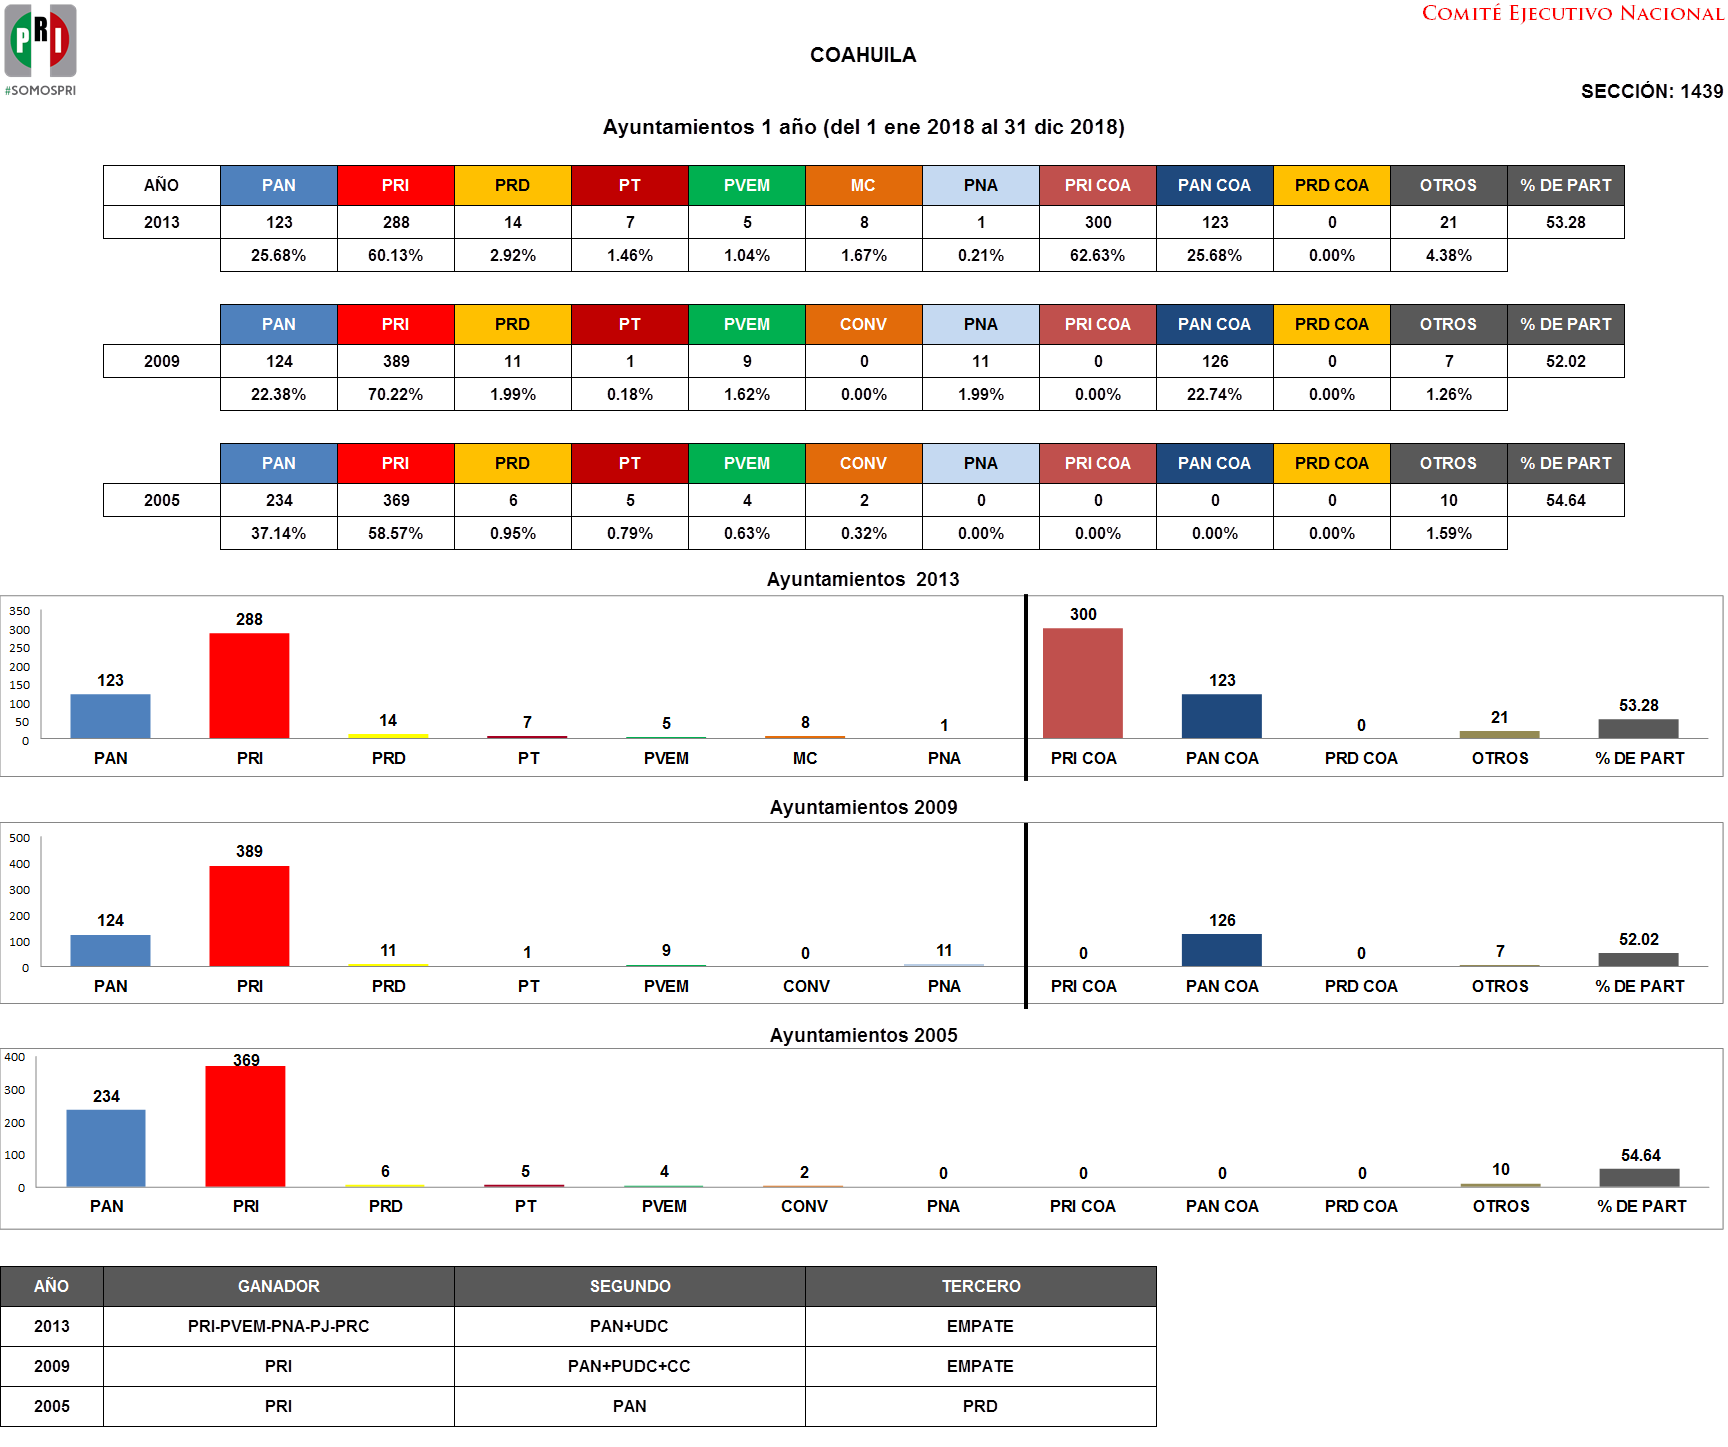 COMITÉ EJECUTIVO NACIONAL
PRI
#SOMOSPRI
COAHUILA
SECCIÓN: 1439
Ayuntamientos 1 año (del 1 ene 2018 al 31 dic 2018)
AÑO PAN PRI PRD PT PVEM MC PNA PRI COA PAN COA PRD COA OTROS % DE PART
2013 123 288 14 7 5 8 1 300 123 0 21 53.28
25.68% 60.13% 2.92% 1.46% 1.04% 1.67% 0.21% 62.63% 25.68% 0.00% 4.38%
PAN PRI PRD PT PVEM CONV PNA PRI COA PAN COA PRD COA OTROS % DE PART
2009 124 389 11 1 9 0 11 0 126 0 7 52.02
22.38% 70.22% 1.99% 0.18% 1.62% 0.00% 1.99% 0.00% 22.74% 0.00% 1.26%
PAN PRI PRD PT PVEM CONV PNA PRI COA PAN COA PRD COA OTROS % DE PART
2005 234 369 6 5 4 2 0 0 0 0 10 54.64
37.14% 58.57% 0.95% 0.79% 0.63% 0.32% 0.00% 0.00% 0.00% 0.00% 1.59%
Ayuntamientos 2013
350
300
250
200
150
100
50
0
123 288 14 7 5 8 1 300 123 0 21 53.28
PAN PRI PRD PT PVEM MC PNA PRI COA PAN COA PRD COA OTROS % DE PART
Ayuntamientos 2009
500
400
300
200
100
0
124 389 11 1 9 0 11 0 126 0 7 52.02
PAN PRI PRD PT PVEM CONV PNA PRI COA PAN COA PRD COA OTROS % DE PART
Ayuntamientos 2005
400
300
200
100
0
234 369 6 5 4 2 0 0 0 0 10 54.64
PAN PRI PRD PT PVEM CONV PNA PRI COA PAN COA PRD COA OTROS % DE PART
AÑO GANADOR SEGUNDO TERCERO
2013 PRI-PVEM-PNA-PJ-PRC PAN+UDC EMPATE
2009 PRI PAN+PUDC+CC EMPATE
2005 PRI PAN PRD